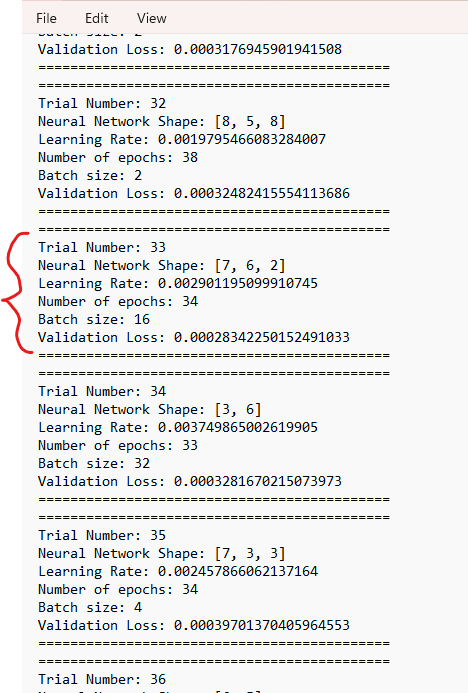 File Edit View
Batch size: 2
Validation Loss: 0.0003176945901941508
============================================
============================================
Trial Number: 32
Neural Network Shape: [8, 5, 8]
Learning Rate: 0.0019795466083284007
Number of epochs: 38
Batch size: 2
Validation Loss: 0.00032482415554113686
============================================
============================================
Trial Number: 33
Neural Network Shape: [7, 6, 2]
Learning Rate: 0.002901195099910745
Number of epochs: 34
Batch size: 16
Validation Loss: 0.00028342250152491033
============================================
============================================
Trial Number: 34
Neural Network Shape: [3, 6]
Learning Rate: 0.003749865002619905
Number of epochs: 33
Batch size: 32
Validation Loss: 0.0003281670215073973
============================================
============================================
Trial Number: 35
Neural Network Shape: [7, 3, 3]
Learning Rate: 0.002457866062137164
Number of epochs: 34
Batch size: 4
Validation Loss: 0.00039701370405964553
============================================
============================================
Trial Number: 36